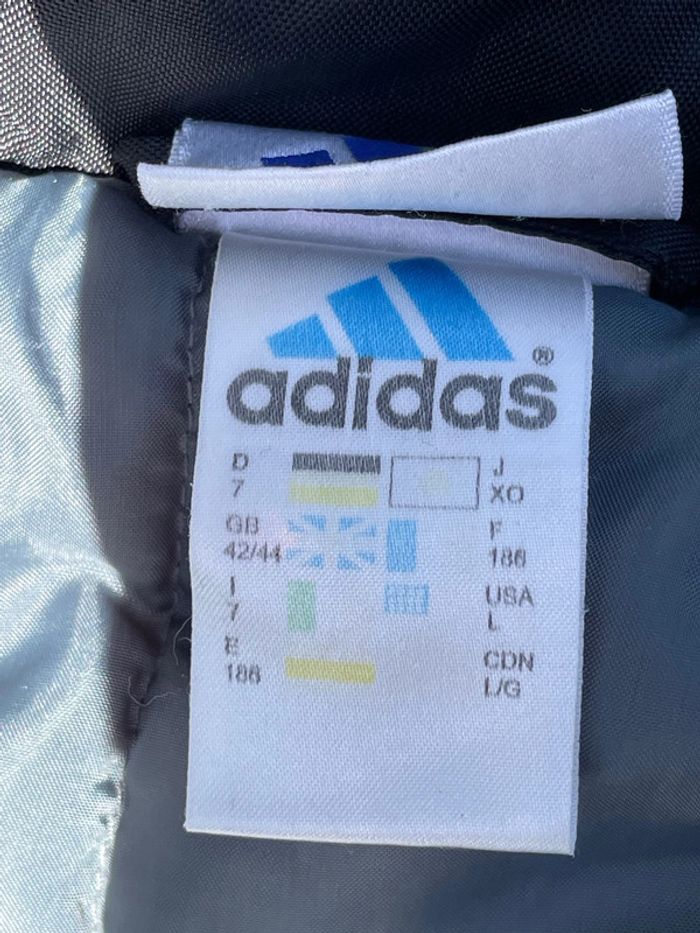 adidas®
D
7
J
XO
GB
42/44
F
186
I
7
USA
L
E
186
CDN
L/G